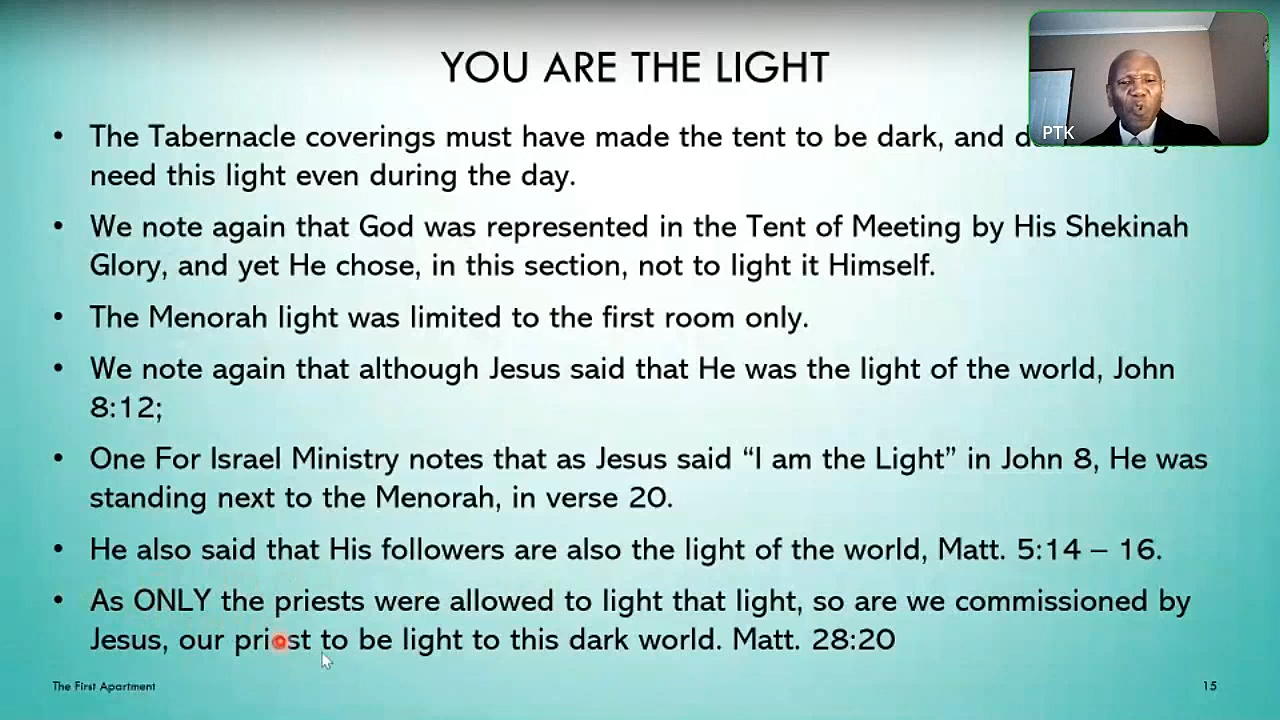 YOU ARE THE LIGHT
PTK
• The Tabernacle coverings must have made the tent to be dark, and
need this light even during the day.
• We note again that God was represented in the Tent of Meeting by His Shekinah
Glory, and yet He chose, in this section, not to light it Himself.
• The Menorah light was limited to the first room only.
• We note again that although Jesus said that He was the light of the world, John
8:12;
• One For Israel Ministry notes that as Jesus said “I am the Light” in John 8, He was
standing next to the Menorah, in verse 20.
• He also said that His followers are also the light of the world, Matt. 5:14 – 16.
• As ONLY the priests were allowed to light that light, so are we commissioned by
Jesus, our priest to be light to this dark world. Matt. 28:20
The First Apartment
15